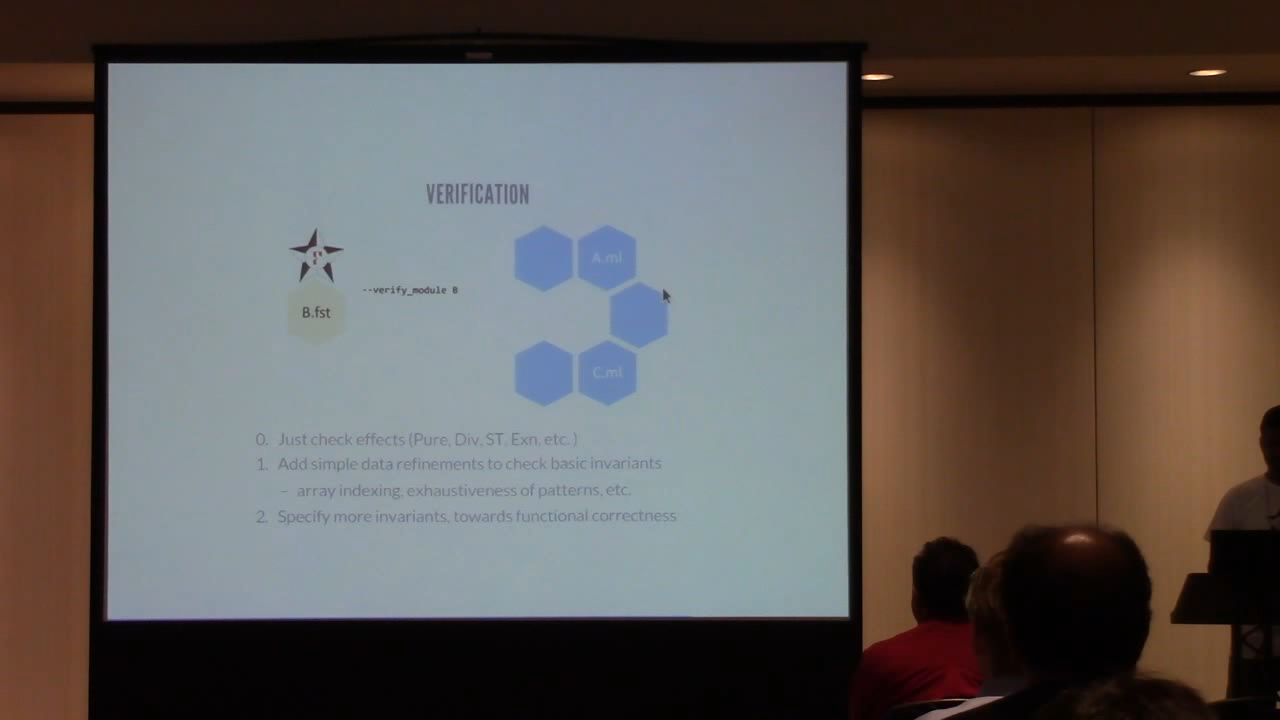 VERIFICATION
A.ml
--verify_module B
B.fst
C.ml
0. Just check effects (Pure, Div, ST, Exn, etc.)
1. Add simple data refinements to check basic invariants
– array indexing, exhaustiveness of patterns, etc.
2. Specify more invariants, towards functional correctness